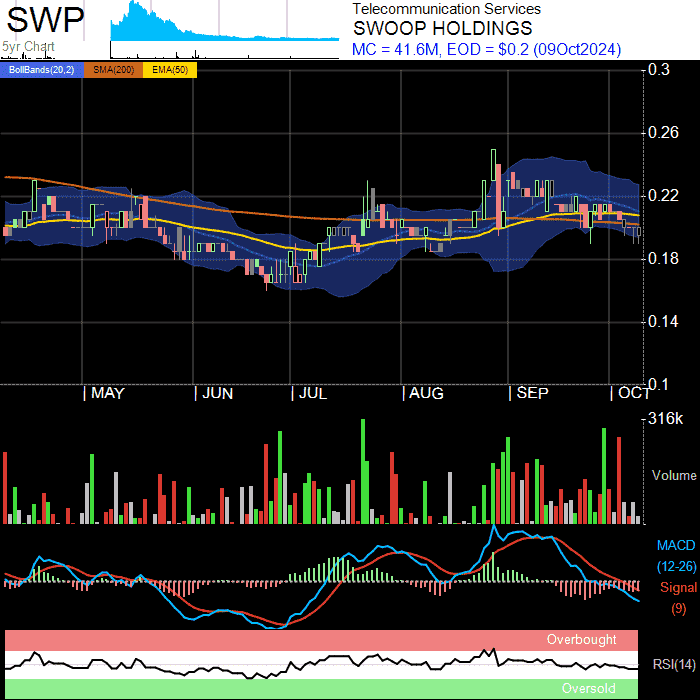 SWP
5yr Chart
Telecommunication Services
SWOOP HOLDINGS
MC = 41.6M, EOD = $0.2 (09Oct2024)
BollBands(20,2) SMA(200) EMA(50)
0.3
0.26
0.22
0.18
0.14
0.1
| MAY | JUN | JUL | AUG | SEP | OCT
316k
Volume
MACD
(12-26)
Signal
(9)
Overbought
RSI(14)
Oversold